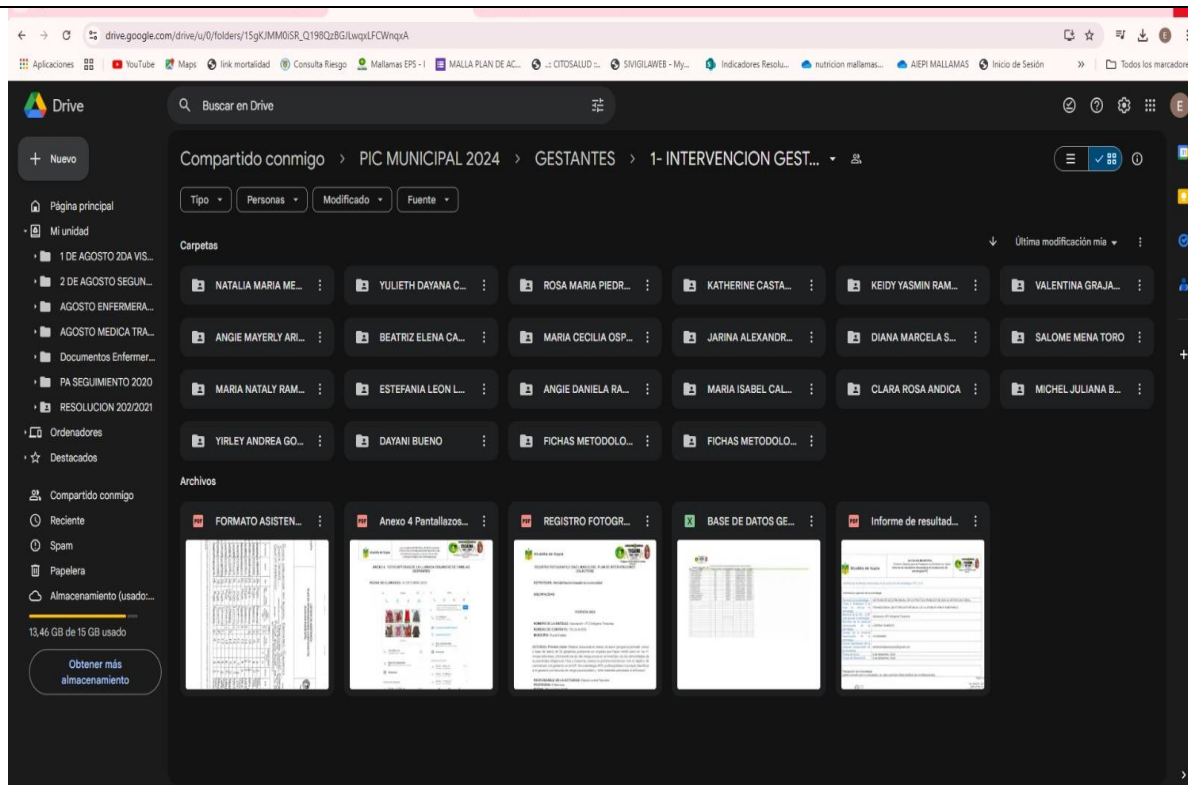 drive.google.com/drive/u/0/folders/15gKJMM0iSR_Q198QzBGJLwqxLFCWnqxA
Aplicaciones YouTube Maps link mortalidad Consulta Riesgo Mallamas EPS - I MALLA PLAN DE AC... ..: CITOSALUD :.. SIVIGILAWEB - My... Indicadores Resolu... nutricion mallamas... AIEPI MALLAMAS Inicio de Sesión » Todos los marcadores
Drive
Buscar en Drive
E
+ Nuevo
Compartido conmigo > PIC MUNICIPAL 2024 > GESTANTES > 1- INTERVENCION GEST...
Tipo Personas Modificado Fuente
Página principal
Mi unidad
1 DE AGOSTO 2DA VIS...
2 DE AGOSTO SEGUN...
AGOSTO ENFERMERA...
AGOSTO MEDICA TRA...
Documentos Enfermer...
PA SEGUIMIENTO 2020
RESOLUCION 202/2021
Ordenadores
Destacados
Compartido conmigo
Reciente
Spam
Papelera
Almacenamiento (usado:...
13,46 GB de 15 GB usado
Obtener más
almacenamiento
Carpetas
Última modificación mía
NATALIA MARIA ME... YULIETH DAYANA C... ROSA MARIA PIEDR... KATHERINE CASTA... KEIDY YASMIN RAM... VALENTINA GRAJA...
ANGIE MAYERLY ARI... BEATRIZ ELENA CA... MARIA CECILIA OSP... JARINA ALEXANDR... DIANA MARCELA S... SALOME MENA TORO
MARIA NATALY RAM... ESTEFANIA LEON L... ANGIE DANIELA RA... MARIA ISABEL CAL... CLARA ROSA ANDICA MICHEL JULIANA B...
YIRLEY ANDREA GO... DAYANI BUENO FICHAS METODOLO... FICHAS METODOLO...
Archivos
FORMATO ASISTEN... Anexo 4 Pantallazos... REGISTRO FOTOGR... BASE DE DATOS GE... Informe de resultad...